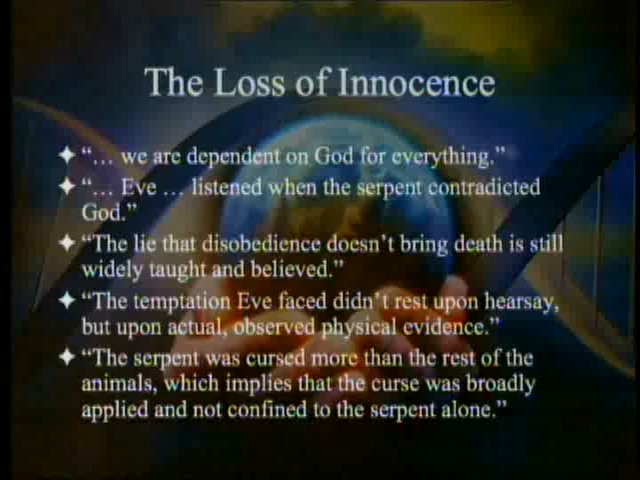 The Loss of Innocence
“… we are dependent on God for everything.”
“… Eve … listened when the serpent contradicted
God.”
“The lie that disobedience doesn’t bring death is still
widely taught and believed.”
“The temptation Eve faced didn’t rest upon hearsay,
but upon actual, observed physical evidence.”
“The serpent was cursed more than the rest of the
animals, which implies that the curse was broadly
applied and not confined to the serpent alone.”